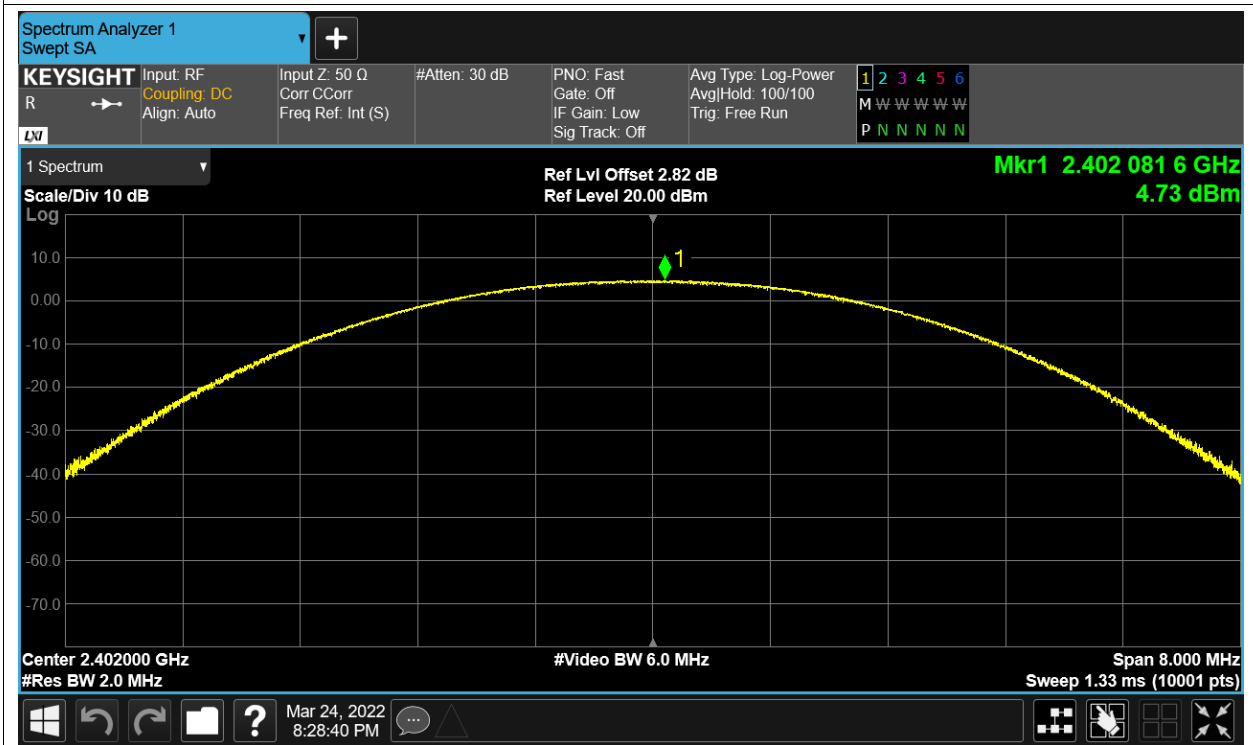 Spectrum Analyzer 1
Swept SA
+
KEYSIGHT
R
LXI
Input: RF
Coupling: DC
Align: Auto
Input Z: 50 Ω
Corr CCorr
Freq Ref: Int (S)
#Atten: 30 dB
PNO: Fast
Gate: Off
IF Gain: Low
Sig Track: Off
Avg Type: Log-Power
Avg|Hold: 100/100
Trig: Free Run
1 2 3 4 5 6
M W W W W W
P N N N N N
1 Spectrum
Scale/Div 10 dB
Log
Ref Lvl Offset 2.82 dB
Ref Level 20.00 dBm
Mkr1 2.402 081 6 GHz
4.73 dBm
1
10.0
0.00
-10.0
-20.0
-30.0
-40.0
-50.0
-60.0
-70.0
Center 2.402000 GHz
#Res BW 2.0 MHz
#Video BW 6.0 MHz
Span 8.000 MHz
Sweep 1.33 ms (10001 pts)
?
Mar 24, 2022
8:28:40 PM